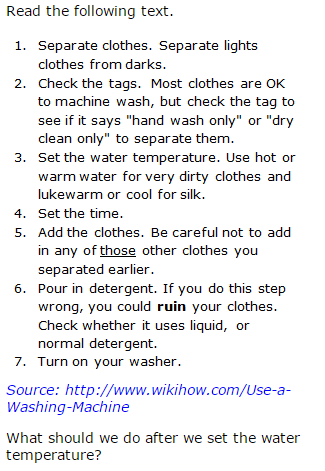 Read the following text.
1. Separate clothes. Separate lights
clothes from darks.
2. Check the tags. Most clothes are OK
to machine wash, but check the tag to
see if it says "hand wash only" or "dry
clean only" to separate them.
3. Set the water temperature. Use hot or
warm water for very dirty clothes and
lukewarm or cool for silk.
4. Set the time.
5. Add the clothes. Be careful not to add
in any of those other clothes you
separated earlier.
6. Pour in detergent. If you do this step
wrong, you could ruin your clothes.
Check whether it uses liquid, or
normal detergent.
7. Turn on your washer.
Source: http://www.wikihow.com/Use-a-
Washing-Machine
What should we do after we set the water
temperature?